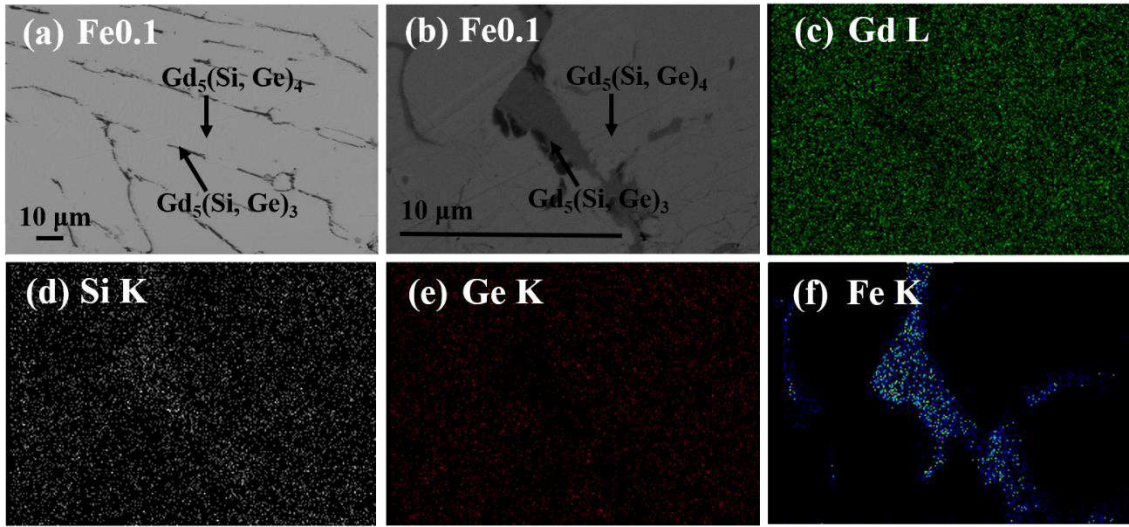 (a) Fe0.1
Gd₅(Si, Ge)₄
Gd₅(Si, Ge)₃
10 μm
(b) Fe0.1
Gd₅(Si, Ge)₄
Gd₅(Si, Ge)₃
10 μm
(c) Gd L
(d) Si K
(e) Ge K
(f) Fe K